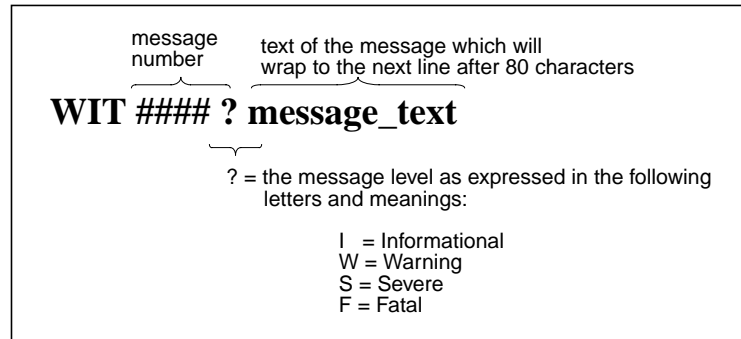 message
number
text of the message which will
wrap to the next line after 80 characters
WIT #### ? message_text
? = the message level as expressed in the following
letters and meanings:
I = Informational
W = Warning
S = Severe
F = Fatal